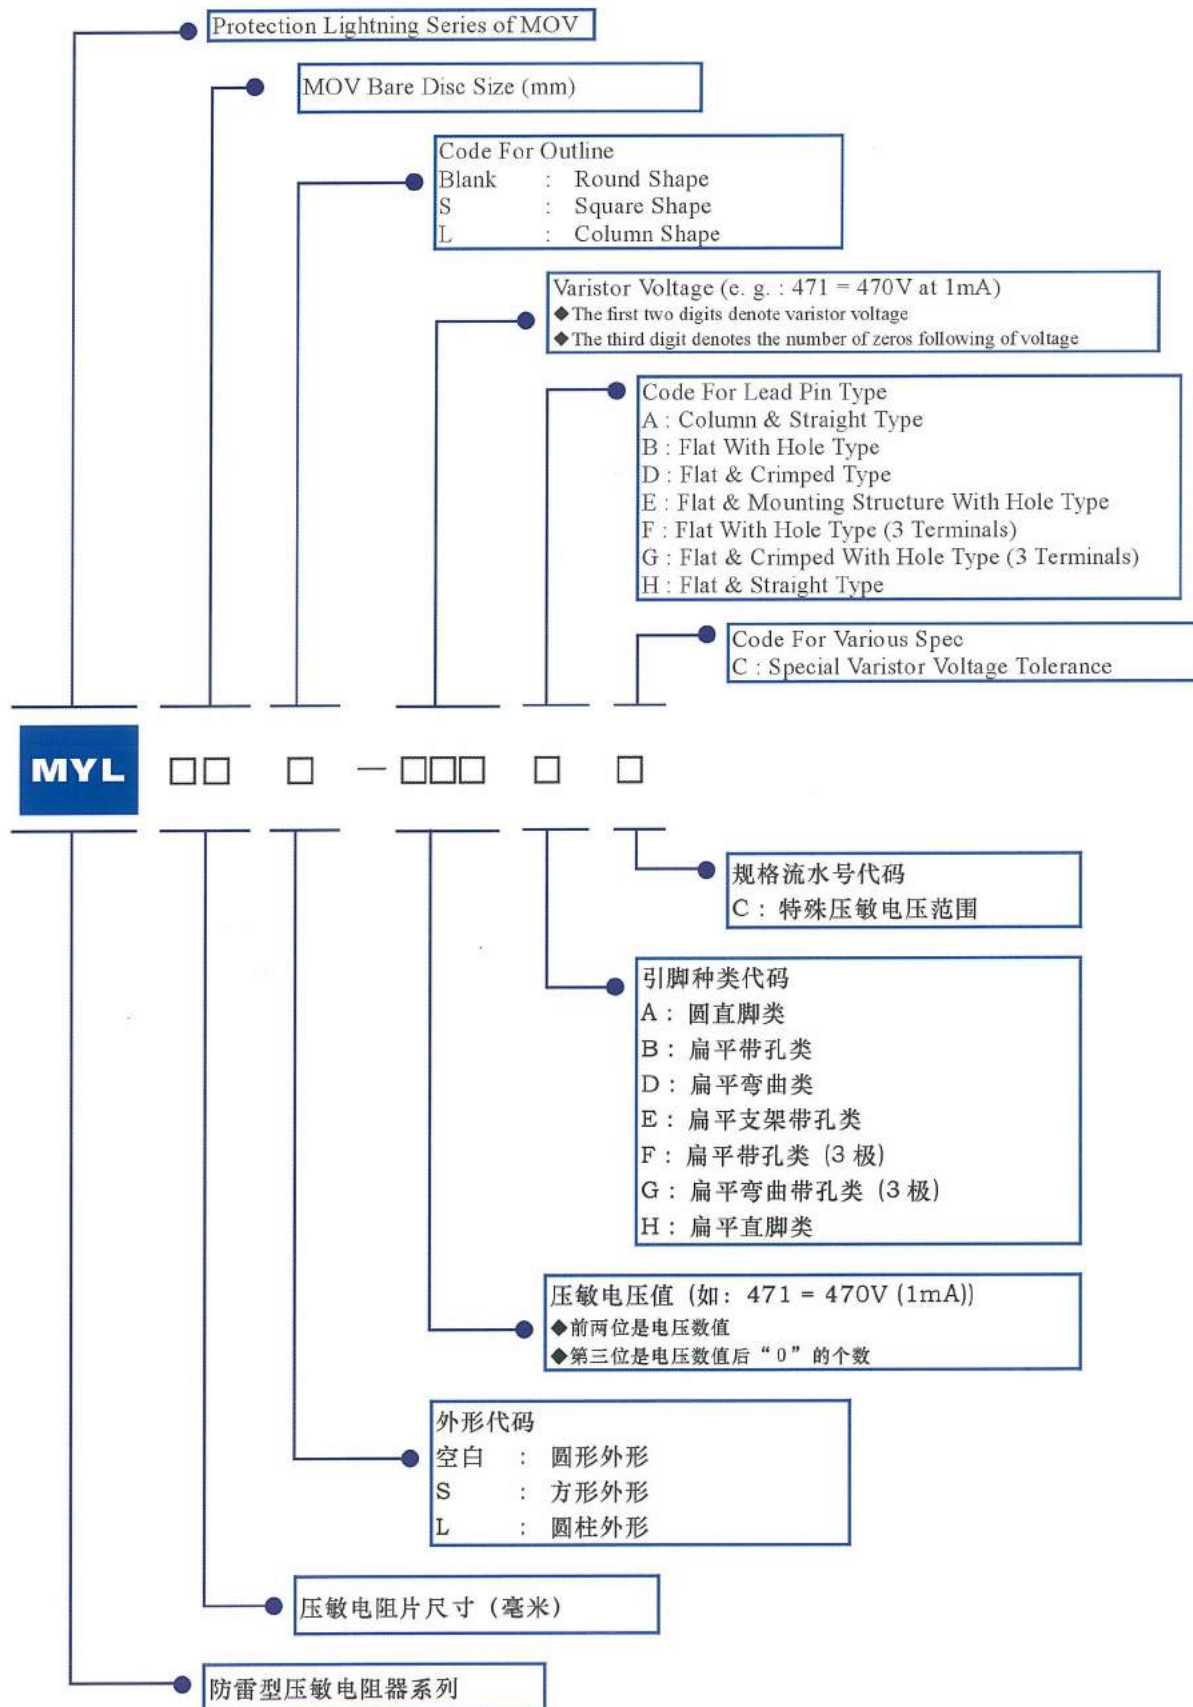 Protection Lightning Series of MOV
MOV Bare Disc Size (mm)
Code For Outline
Blank : Round Shape
S : Square Shape
L : Column Shape
Varistor Voltage (e. g. : 471 = 470V at 1mA)
◆The first two digits denote varistor voltage
◆The third digit denotes the number of zeros following of voltage
Code For Lead Pin Type
A : Column & Straight Type
B : Flat With Hole Type
D : Flat & Crimped Type
E : Flat & Mounting Structure With Hole Type
F : Flat With Hole Type (3 Terminals)
G : Flat & Crimped With Hole Type (3 Terminals)
H : Flat & Straight Type
Code For Various Spec
C : Special Varistor Voltage Tolerance
MYL □□ □ — □□□ □ □
规格流水号代码
C： 特殊压敏电压范围
引脚种类代码
A： 圆直脚类
B： 扁平带孔类
D： 扁平弯曲类
E： 扁平支架带孔类
F： 扁平带孔类 (3 极)
G： 扁平弯曲带孔类 (3 极)
H： 扁平直脚类
压敏电压值 (如: 471 = 470V (1mA))
◆前两位是电压数值
◆第三位是电压数值后“0”的个数
外形代码
空白 : 圆形外形
S : 方形外形
L : 圆柱外形
压敏电阻片尺寸 (毫米)
防雷型压敏电阻器系列